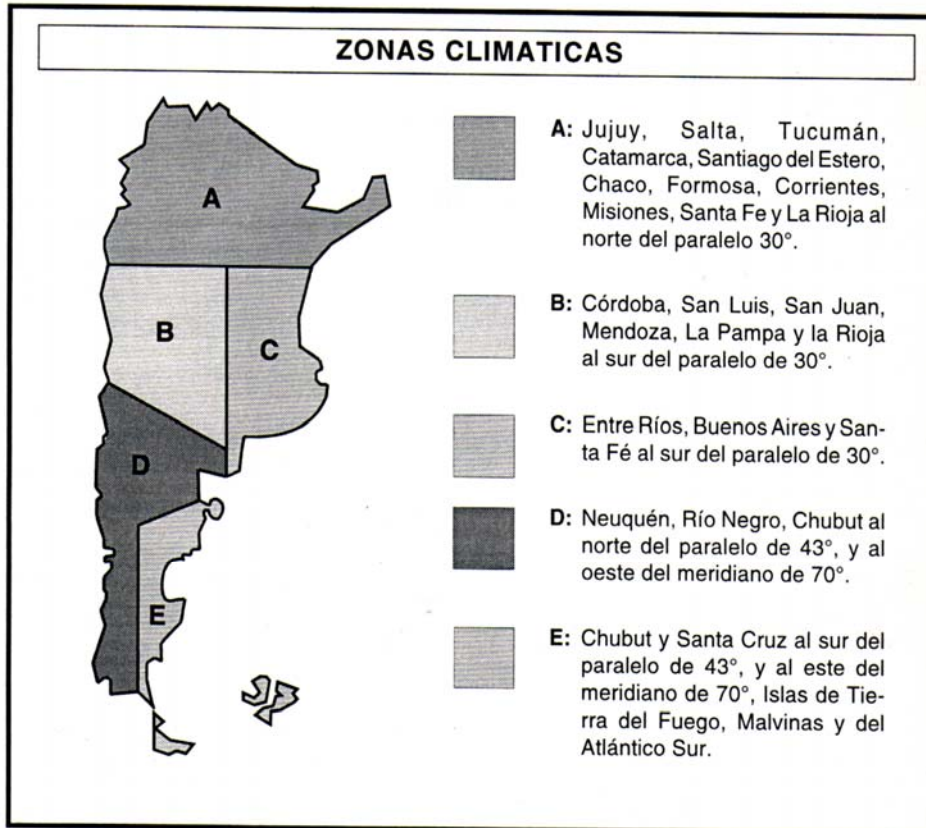 ZONAS CLIMATICAS
A
B
C
D
E
A: Jujuy, Salta, Tucumán,
Catamarca, Santiago del Estero,
Chaco, Formosa, Corrientes,
Misiones, Santa Fe y La Rioja al
norte del paralelo 30°.
B: Córdoba, San Luis, San Juan,
Mendoza, La Pampa y la Rioja
al sur del paralelo de 30°.
C: Entre Ríos, Buenos Aires y San-
ta Fé al sur del paralelo de 30°.
D: Neuquén, Río Negro, Chubut al
norte del paralelo de 43°, y al
oeste del meridiano de 70°.
E: Chubut y Santa Cruz al sur del
paralelo de 43°, y al este del
meridiano de 70°, Islas de Tie-
rra del Fuego, Malvinas y del
Atlántico Sur.